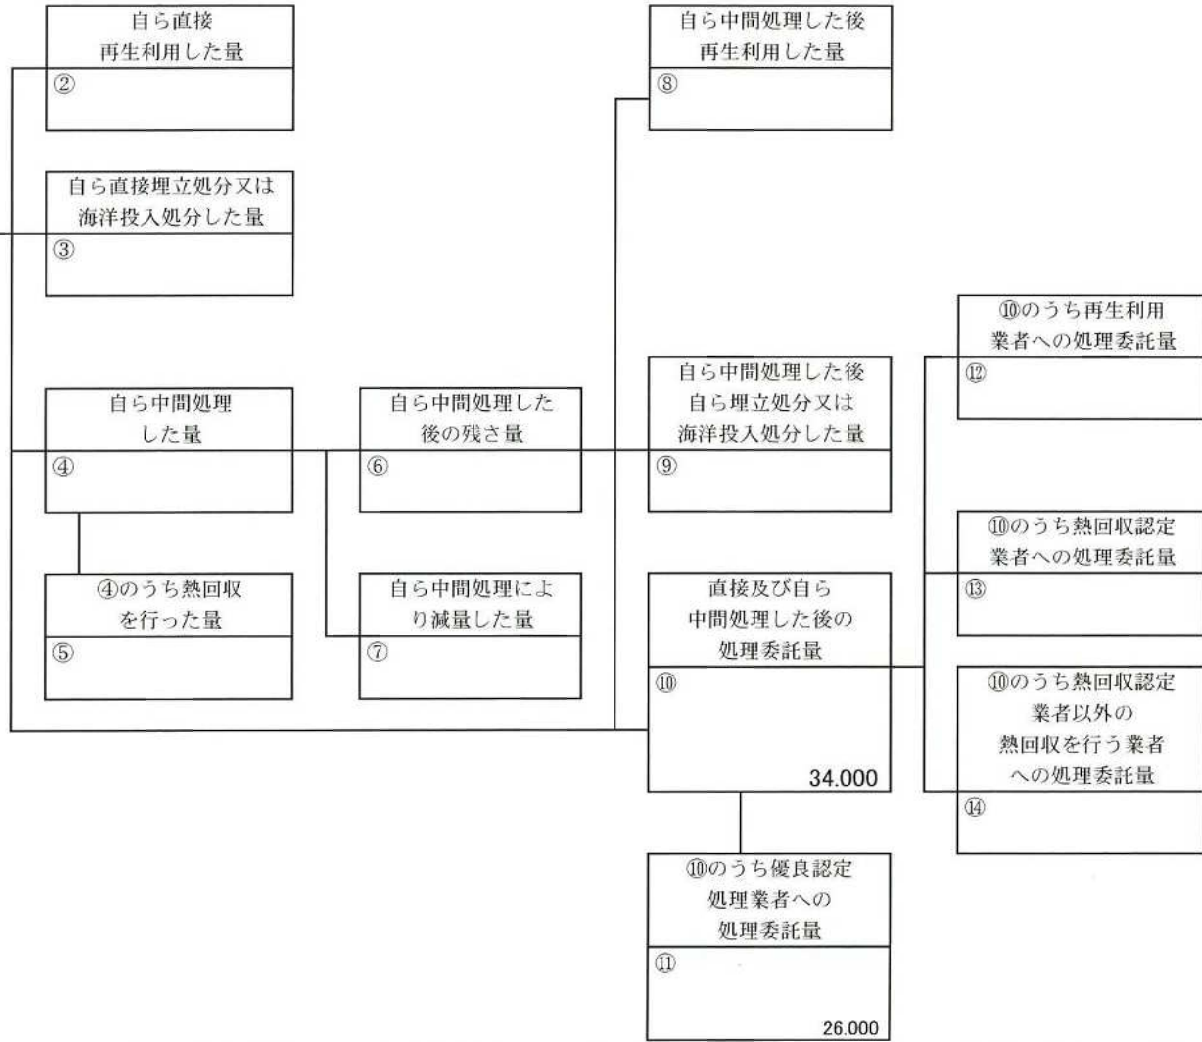 自ら直接
再生利用した量
②
自ら中間処理した後
再生利用した量
⑧
自ら直接埋立処分又は
海洋投入処分した量
③
⑩のうち再生利用
業者への処理委託量
⑫
自ら中間処理
した量
④
自ら中間処理した
後の残さ量
⑥
自ら中間処理した後
自ら埋立処分又は
海洋投入処分した量
⑨
⑩のうち熱回収認定
業者への処理委託量
⑬
④のうち熱回収
を行った量
⑤
自ら中間処理によ
り減量した量
⑦
直接及び自ら
中間処理した後の
処理委託量
⑩
34.000
⑩のうち熱回収認定
業者以外の
熱回収を行う業者
への処理委託量
⑭
⑩のうち優良認定
処理業者への
処理委託量
⑪
26.000